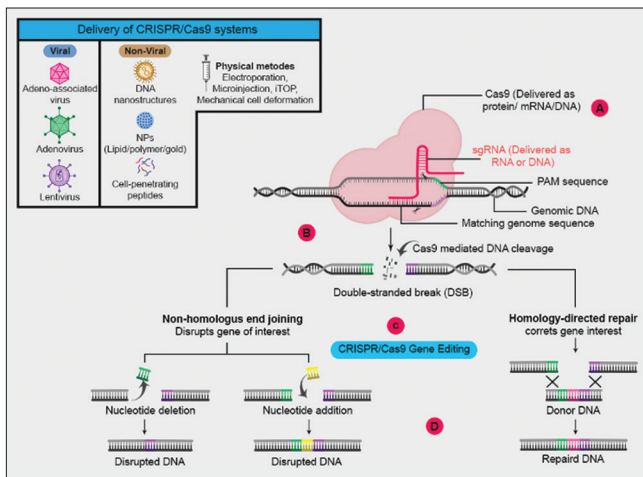 Delivery of CRISPR/Cas9 systems
Viral
Adeno-associated
virus
Adenovirus
Lentivirus
Non-Viral
DNA
nanostructures
NPs
(Lipid/polymer/gold)
Cell-penetrating
peptides
Physical metodes
Electroporation,
Microinjection, iTOP,
Mechanical cell deformation
Cas9 (Delivered as
protein/ mRNA/DNA)
A
sgRNA (Delivered as
RNA or DNA)
PAM sequence
Genomic DNA
Matching genome sequence
B
Cas9 mediated DNA cleavage
Double-stranded break (DSB)
Non-homologus end joining
Disrupts gene of interest
C
CRISPR/Cas9 Gene Editing
Homology-directed repair
correts gene interest
Nucleotide deletion
Nucleotide addition
Donor DNA
D
Disrupted DNA
Disrupted DNA
Repaird DNA